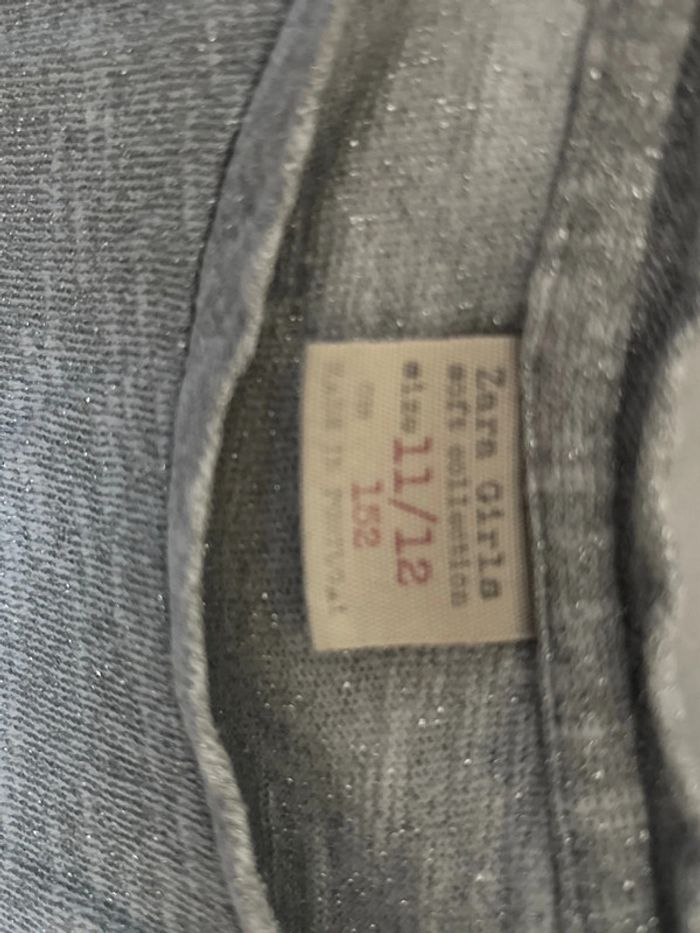 Zara Girls
soft collection
size 11/12
cm 152
MADE IN PORTUGAL